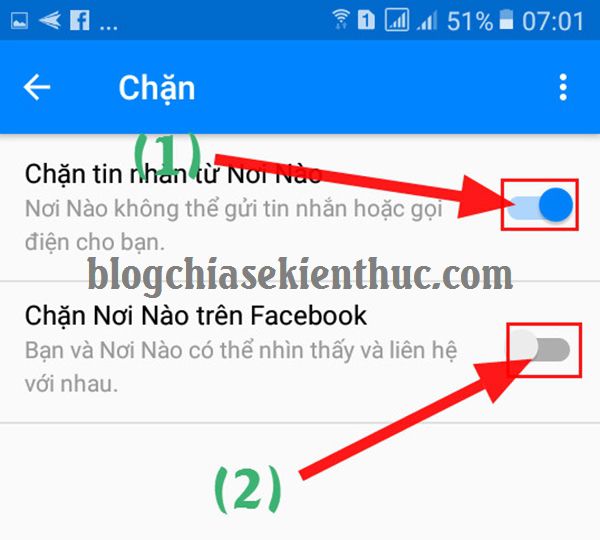 ... 1 51% 07:01
Chặn
(1)
Chặn tin nhắn từ Nơi Nào
Nơi Nào không thể gửi tin nhắn hoặc gọi
điện cho bạn.
blogchiasekienthuc.com
Chặn Nơi Nào trên Facebook
Bạn và Nơi Nào có thể nhìn thấy và liên hệ
với nhau.
(2)